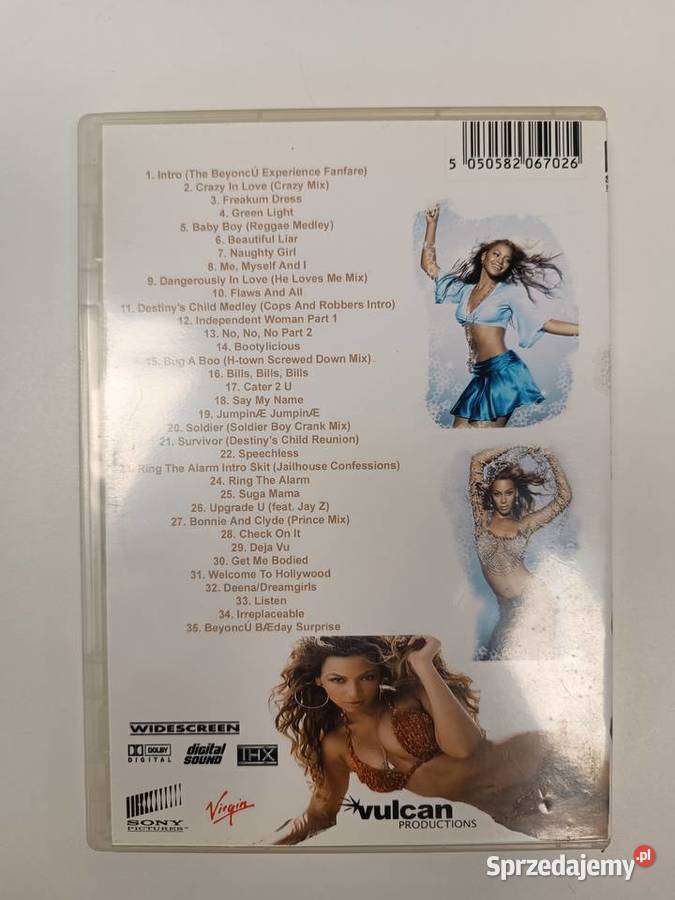 5 050582 067026
1. Intro (The BeyoncÚ Experience Fanfare)
2. Crazy In Love (Crazy Mix)
3. Freakum Dress
4. Green Light
5. Baby Boy (Reggae Medley)
6. Beautiful Liar
7. Naughty Girl
8. Me, Myself And I
9. Dangerously In Love (He Loves Me Mix)
10. Flaws And All
11. Destiny's Child Medley (Cops And Robbers Intro)
12. Independent Woman Part 1
13. No, No, No Part 2
14. Bootylicious
15. Bug A Boo (H-town Screwed Down Mix)
16. Bills, Bills, Bills
17. Cater 2 U
18. Say My Name
19. JumpinÆ JumpinÆ
20. Soldier (Soldier Boy Crank Mix)
21. Survivor (Destiny's Child Reunion)
22. Speechless
23. Ring The Alarm Intro Skit (Jailhouse Confessions)
24. Ring The Alarm
25. Suga Mama
26. Upgrade U (feat. Jay Z)
27. Bonnie And Clyde (Prince Mix)
28. Check On It
29. Deja Vu
30. Get Me Bodied
31. Welcome To Hollywood
32. Deena/Dreamgirls
33. Listen
34. Irreplaceable
35. BeyoncÚ BÆday Surprise
WIDESCREEN
DOLBY DIGITAL
digital SOUND
THX
SONY PICTURES™
Virgin
vulcan
PRODUCTIONS
Sprzedajemy.pl